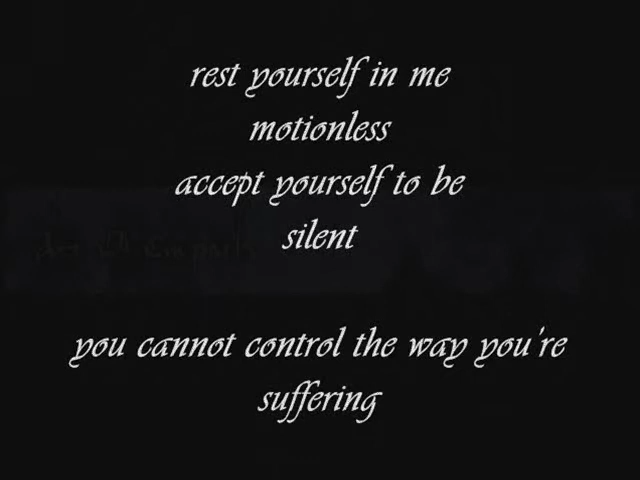 rest yourself in me
motionless
accept yourself to be
silent
you cannot control the way you're
suffering